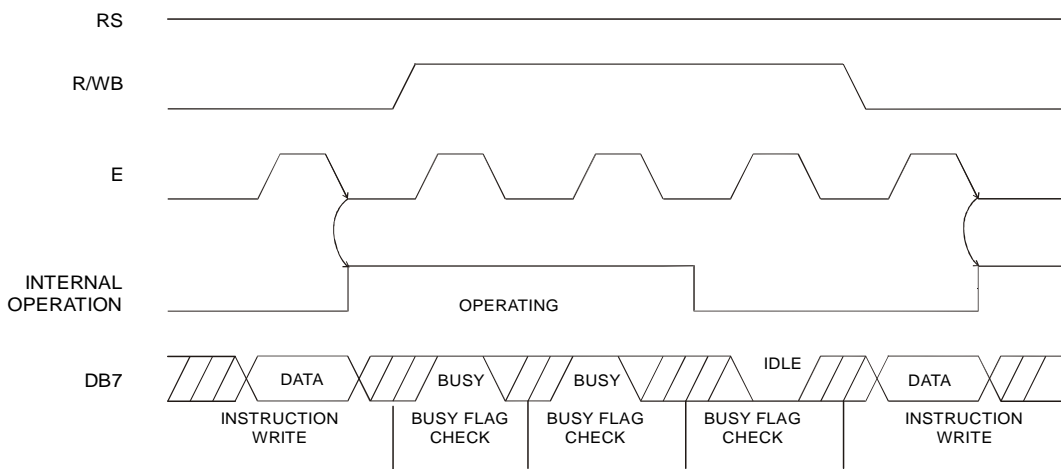 RS
R/WB
E
INTERNAL
OPERATION
OPERATING
DB7
DATA
BUSY
BUSY
IDLE
DATA
INSTRUCTION
WRITE
BUSY FLAG
CHECK
BUSY FLAG
CHECK
BUSY FLAG
CHECK
INSTRUCTION
WRITE